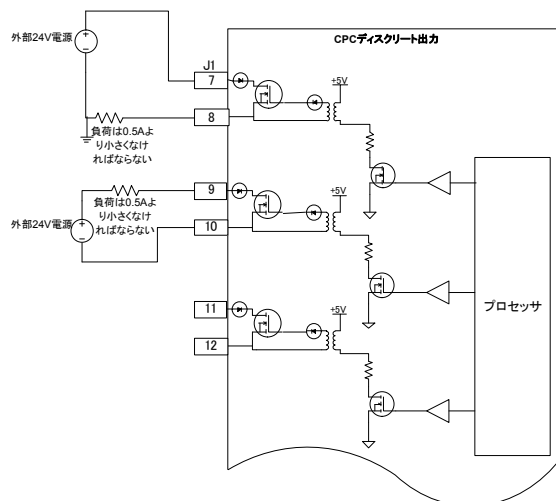 外部24V電源
CPCディスクリート出力
J1
7
+5V
8
負荷は0.5Aよ
り小さくなけ
ればならない
9
+5V
負荷は0.5Aよ
り小さくなけ
ればならない
外部24V電源
10
プロセッサ
11
+5V
12